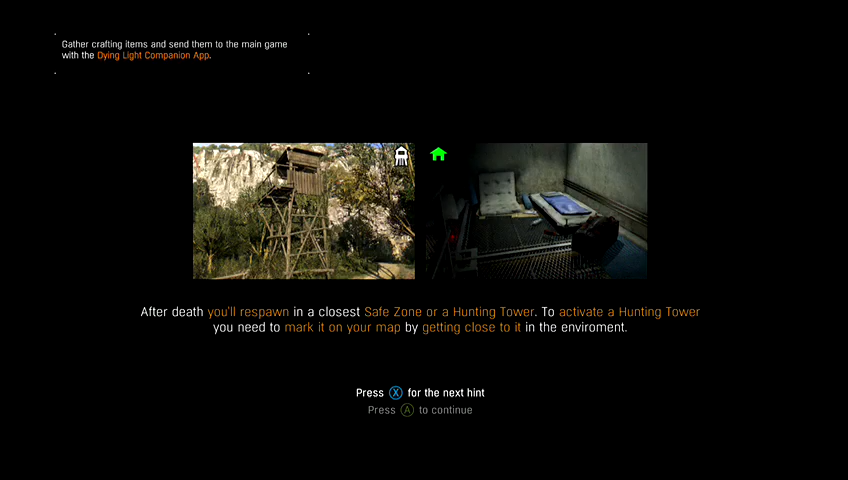 Gather crafting items and send them to the main game
with the Dying Light Companion App.
After death you'll respawn in a closest Safe Zone or a Hunting Tower. To activate a Hunting Tower
you need to mark it on your map by getting close to it in the enviroment.
Press X for the next hint
Press A to continue